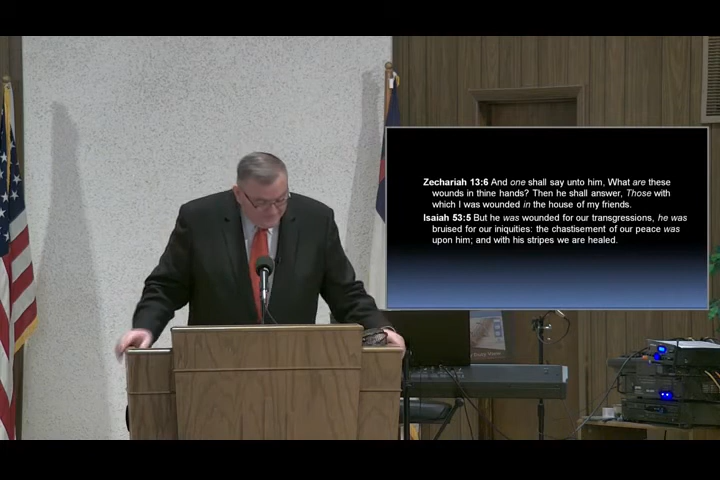 Zechariah 13:6 And one shall say unto him, What are these
wounds in thine hands? Then he shall answer, Those with
which I was wounded in the house of my friends.
Isaiah 53:5 But he was wounded for our transgressions, he was
bruised for our iniquities: the chastisement of our peace was
upon him; and with his stripes we are healed.